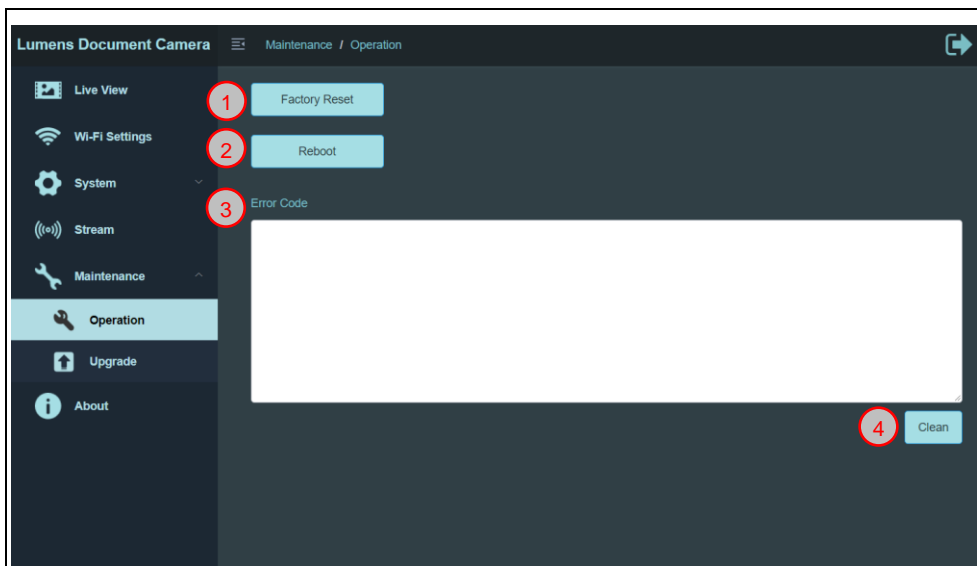 Lumens Document Camera
Maintenance / Operation
Live View
Wi-Fi Settings
System
Stream
Maintenance
Operation
Upgrade
About
1
Factory Reset
2
Reboot
3
Error Code
4
Clean